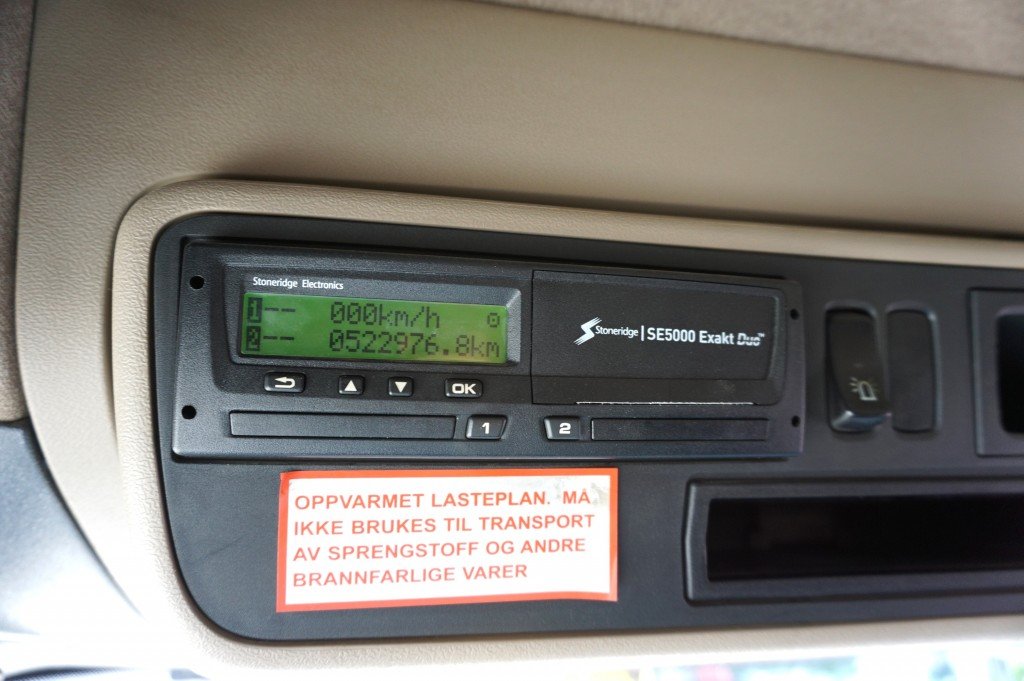 Stoneridge Electronics
1-- 000km/h
2-- 0522976.8km
Stoneridge | SE5000 Exakt Duo™
OK
1 2
OPPVARMET LASTEPLAN. MÅ
IKKE BRUKES TIL TRANSPORT
AV SPRENGSTOFF OG ANDRE
BRANNFARLIGE VARER